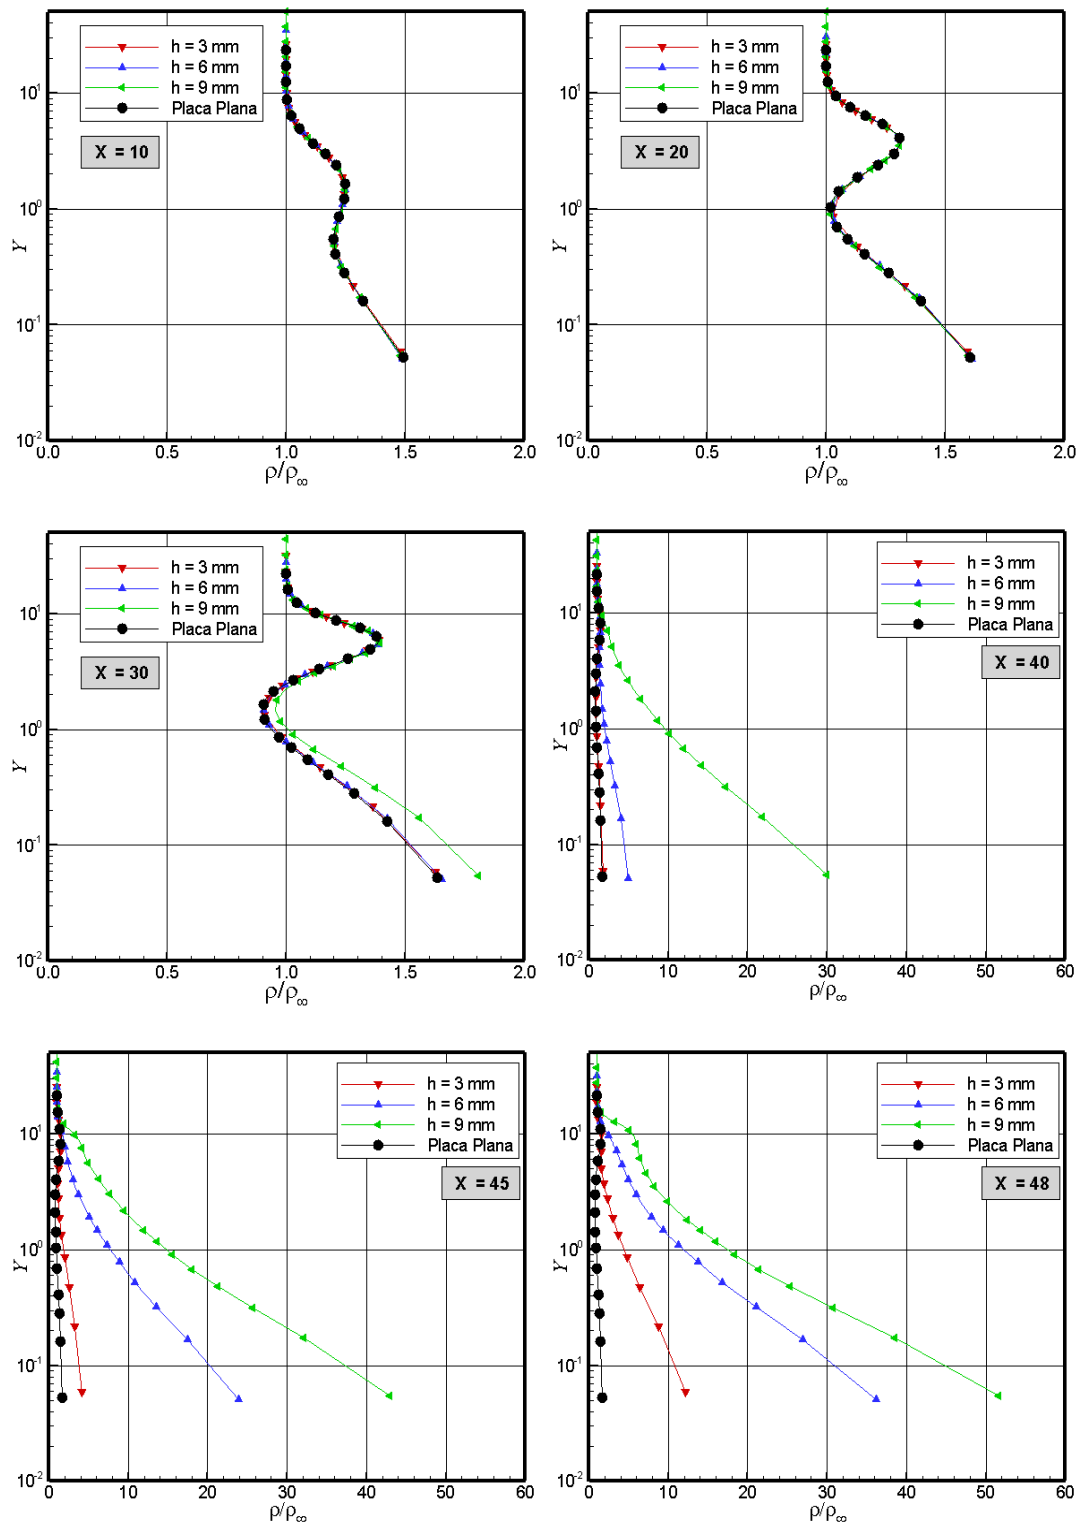 h = 3 mm
h = 6 mm
h = 9 mm
Placa Plana
X = 10
Y
10¹
10⁰
10⁻¹
10⁻²
0.0 0.5 1.0 1.5 2.0
ρ/ρ∞
h = 3 mm
h = 6 mm
h = 9 mm
Placa Plana
X = 20
Y
10¹
10⁰
10⁻¹
10⁻²
0.0 0.5 1.0 1.5 2.0
ρ/ρ∞
h = 3 mm
h = 6 mm
h = 9 mm
Placa Plana
X = 30
Y
10¹
10⁰
10⁻¹
10⁻²
0.0 0.5 1.0 1.5 2.0
ρ/ρ∞
h = 3 mm
h = 6 mm
h = 9 mm
Placa Plana
X = 40
Y
10¹
10⁰
10⁻¹
10⁻²
0 10 20 30 40 50 60
ρ/ρ∞
h = 3 mm
h = 6 mm
h = 9 mm
Placa Plana
X = 45
Y
10¹
10⁰
10⁻¹
10⁻²
0 10 20 30 40 50 60
ρ/ρ∞
h = 3 mm
h = 6 mm
h = 9 mm
Placa Plana
X = 48
Y
10¹
10⁰
10⁻¹
10⁻²
0 10 20 30 40 50 60
ρ/ρ∞